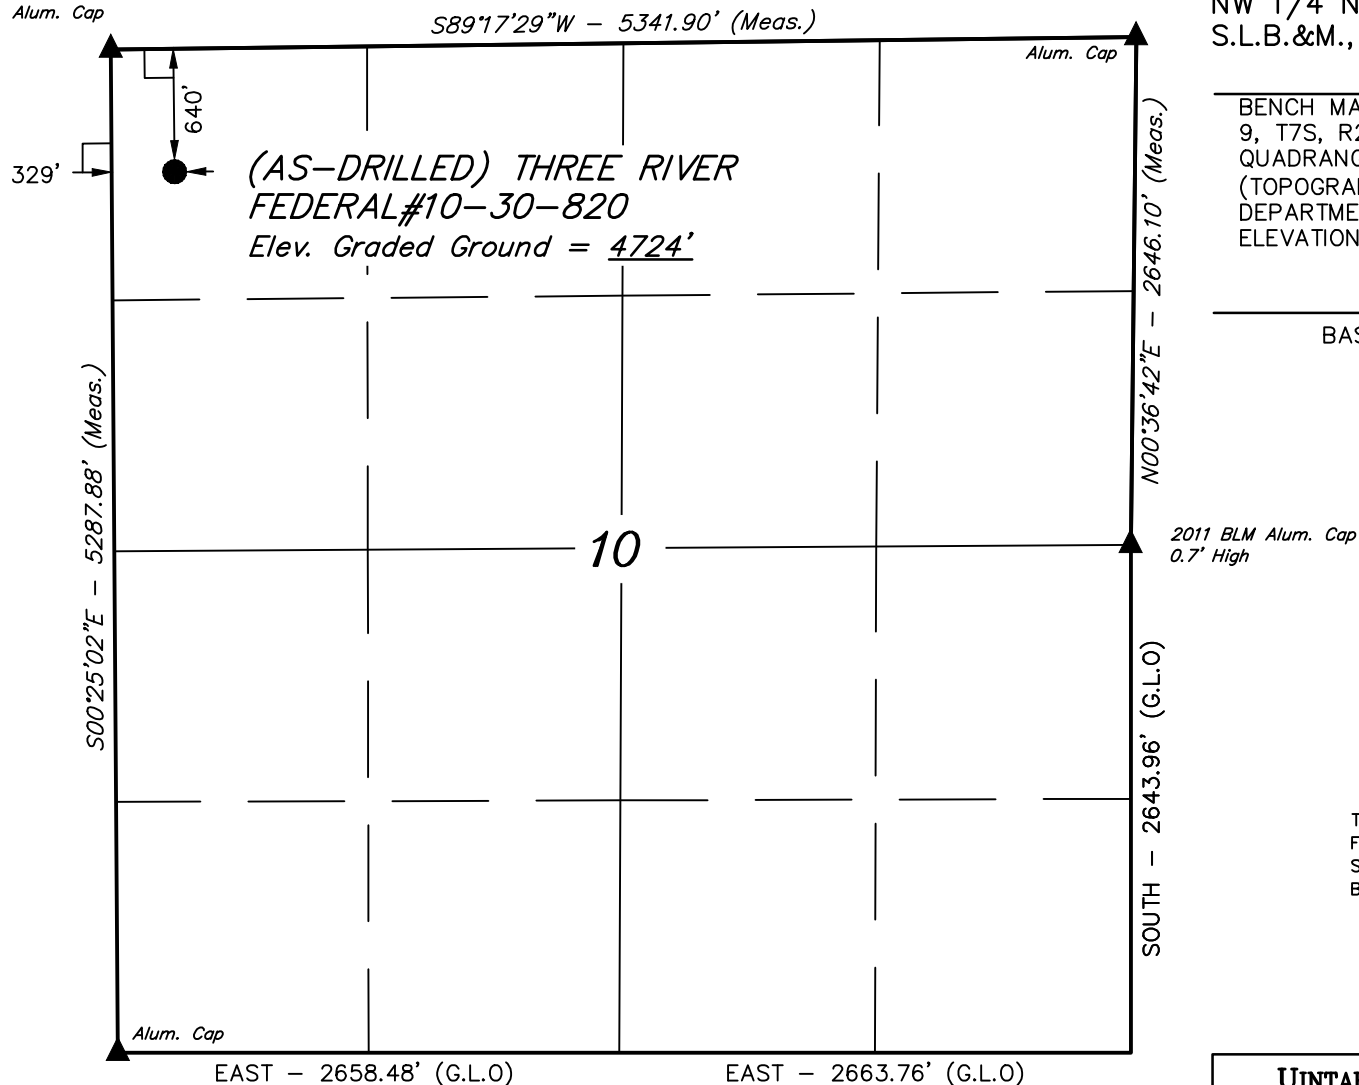 Alum. Cap
S89°17'29"W - 5341.90' (Meas.)
Alum. Cap
640'
329'
(AS-DRILLED) THREE RIVER
FEDERAL#10-30-820
Elev. Graded Ground = 4724'
N00°36'42"E - 2646.10' (Meas.)
S00°25'02"E - 5287.88' (Meas.)
10
2011 BLM Alum. Cap
0.7' High
SOUTH - 2643.96' (G.L.O)
Alum. Cap
EAST - 2658.48' (G.L.O)
EAST - 2663.76' (G.L.O)
NW 1/4 N
S.L.B.&M.,
BENCH MA
9, T7S, R2
QUADRANG
(TOPOGRA
DEPARTME
ELEVATION
BAS
T
F
S
B
UINTA